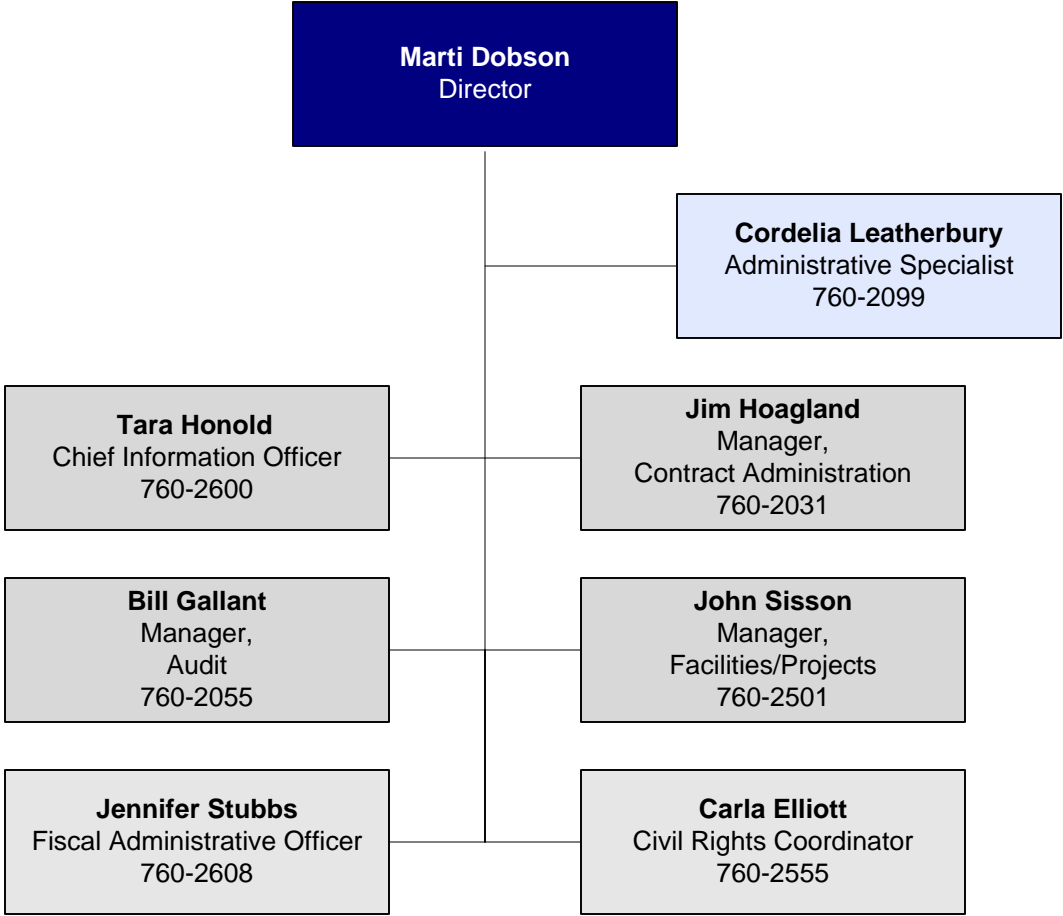 Marti Dobson
Director
Cordelia Leatherbury
Administrative Specialist
760-2099
Tara Honold
Chief Information Officer
760-2600
Jim Hoagland
Manager,
Contract Administration
760-2031
Bill Gallant
Manager,
Audit
760-2055
John Sisson
Manager,
Facilities/Projects
760-2501
Jennifer Stubbs
Fiscal Administrative Officer
760-2608
Carla Elliott
Civil Rights Coordinator
760-2555